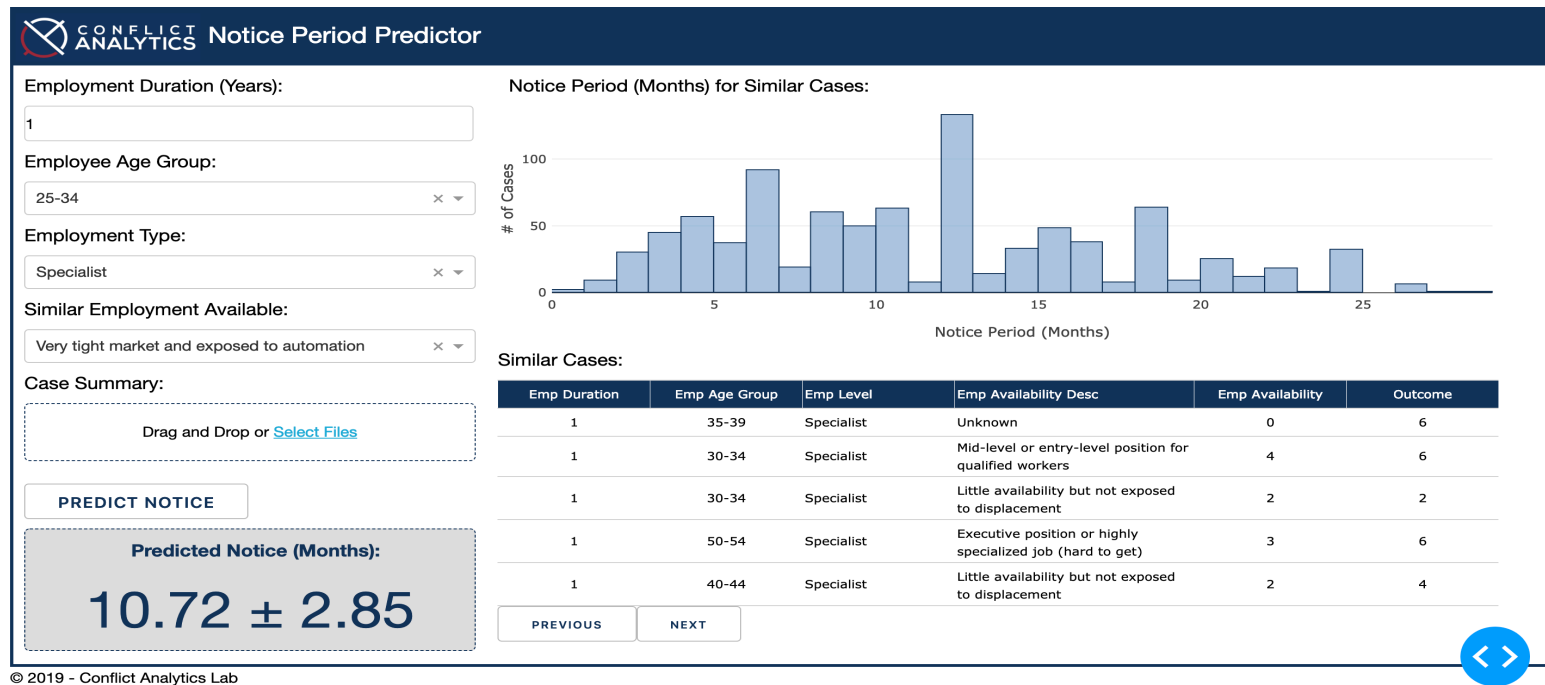 CONFLICT
ANALYTICS
Notice Period Predictor
Employment Duration (Years):
1
Employee Age Group:
25-34
Employment Type:
Specialist
Similar Employment Available:
Very tight market and exposed to automation
Case Summary:
Drag and Drop or Select Files
PREDICT NOTICE
Predicted Notice (Months):
10.72 ± 2.85
Notice Period (Months) for Similar Cases:
# of Cases
100
50
0
0 5 10 15 20 25
Notice Period (Months)
Similar Cases:
Emp Duration Emp Age Group Emp Level Emp Availability Desc Emp Availability Outcome
1 35-39 Specialist Unknown 0 6
1 30-34 Specialist Mid-level or entry-level position for
qualified workers 4 6
1 30-34 Specialist Little availability but not exposed
to displacement 2 2
1 50-54 Specialist Executive position or highly
specialized job (hard to get) 3 6
1 40-44 Specialist Little availability but not exposed
to displacement 2 4
PREVIOUS NEXT
© 2019 - Conflict Analytics Lab